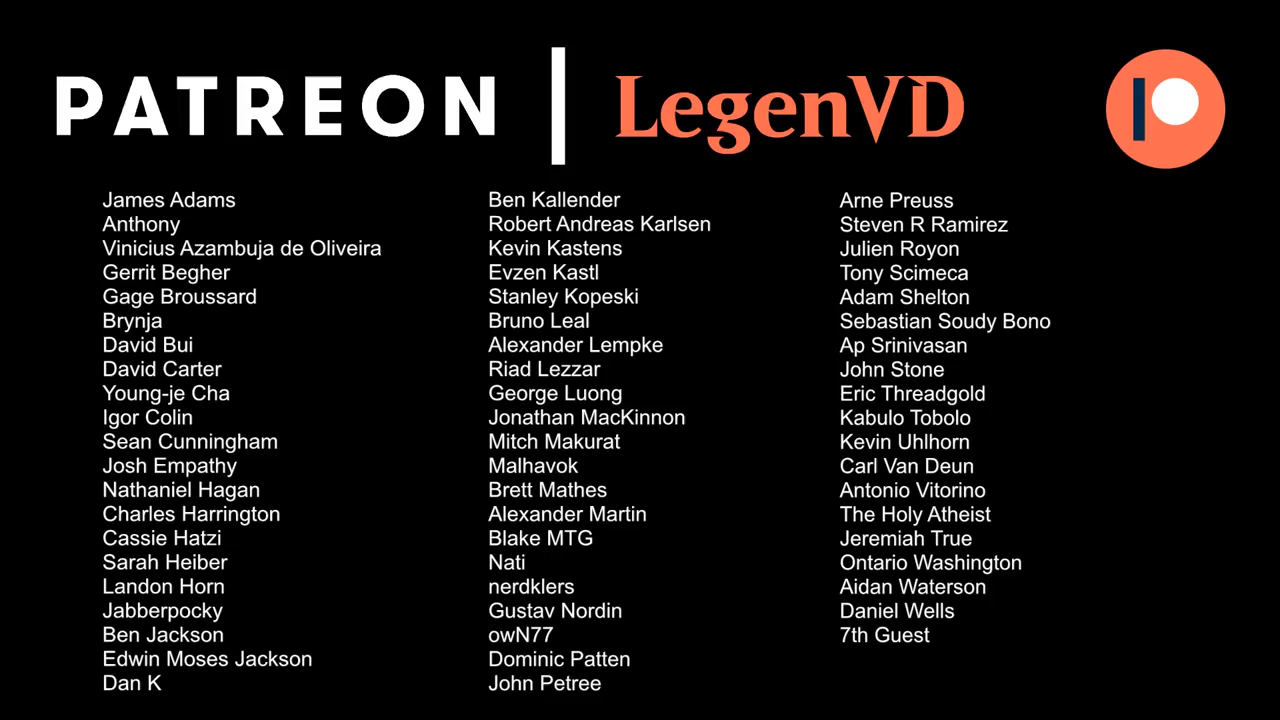 PATREON | LegenVD
James Adams
Anthony
Vinicius Azambuja de Oliveira
Gerrit Begher
Gage Broussard
Brynja
David Bui
David Carter
Young-je Cha
Igor Colin
Sean Cunningham
Josh Empathy
Nathaniel Hagan
Charles Harrington
Cassie Hatzi
Sarah Heiber
Landon Horn
Jabberpocky
Ben Jackson
Edwin Moses Jackson
Dan K
Ben Kallender
Robert Andreas Karlsen
Kevin Kastens
Evzen Kastl
Stanley Kopeski
Bruno Leal
Alexander Lempke
Riad Lezzar
George Luong
Jonathan MacKinnon
Mitch Makurat
Malhavok
Brett Mathes
Alexander Martin
Blake MTG
Nati
nerdklers
Gustav Nordin
owN77
Dominic Patten
John Petree
Arne Preuss
Steven R Ramirez
Julien Royon
Tony Scimeca
Adam Shelton
Sebastian Soudy Bono
Ap Srinivasan
John Stone
Eric Threadgold
Kabulo Tobolo
Kevin Uhlhorn
Carl Van Deun
Antonio Vitorino
The Holy Atheist
Jeremiah True
Ontario Washington
Aidan Waterson
Daniel Wells
7th Guest